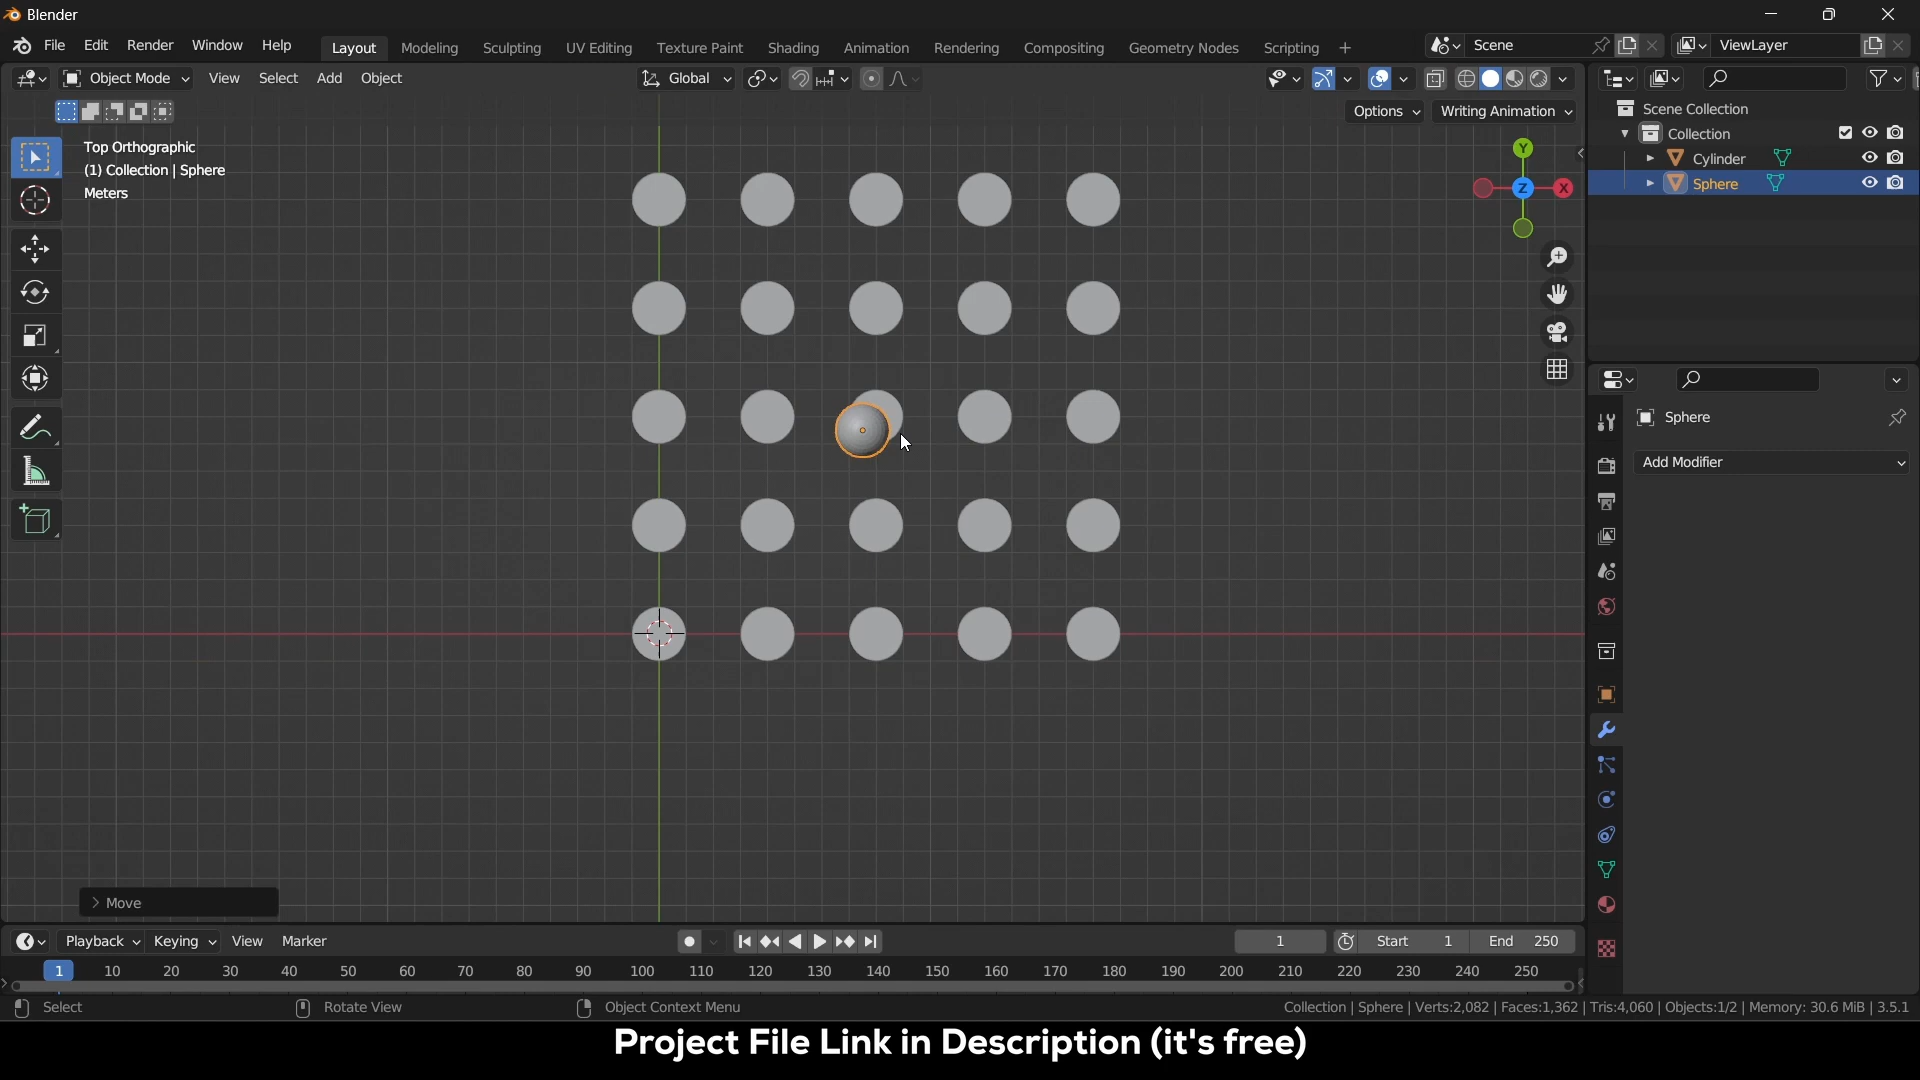 Blender
File Edit Render Window Help Layout Modeling Sculpting UV Editing Texture Paint Shading Animation Rendering Compositing Geometry Nodes Scripting + Scene ViewLayer
Object Mode View Select Add Object Global
Options Writing Animation
Scene Collection
Collection
Cylinder
Sphere
Top Orthographic
(1) Collection | Sphere
Meters
Y
Z X
Sphere
Add Modifier
> Move
Playback Keying View Marker 1 Start 1 End 250
1 10 20 30 40 50 60 70 80 90 100 110 120 130 140 150 160 170 180 190 200 210 220 230 240 250
Select Rotate View Object Context Menu Collection | Sphere | Verts:2,082 | Faces:1,362 | Tris:4,060 | Objects:1/2 | Memory: 30.6 MiB | 3.5.1
Project File Link in Description (it's free)